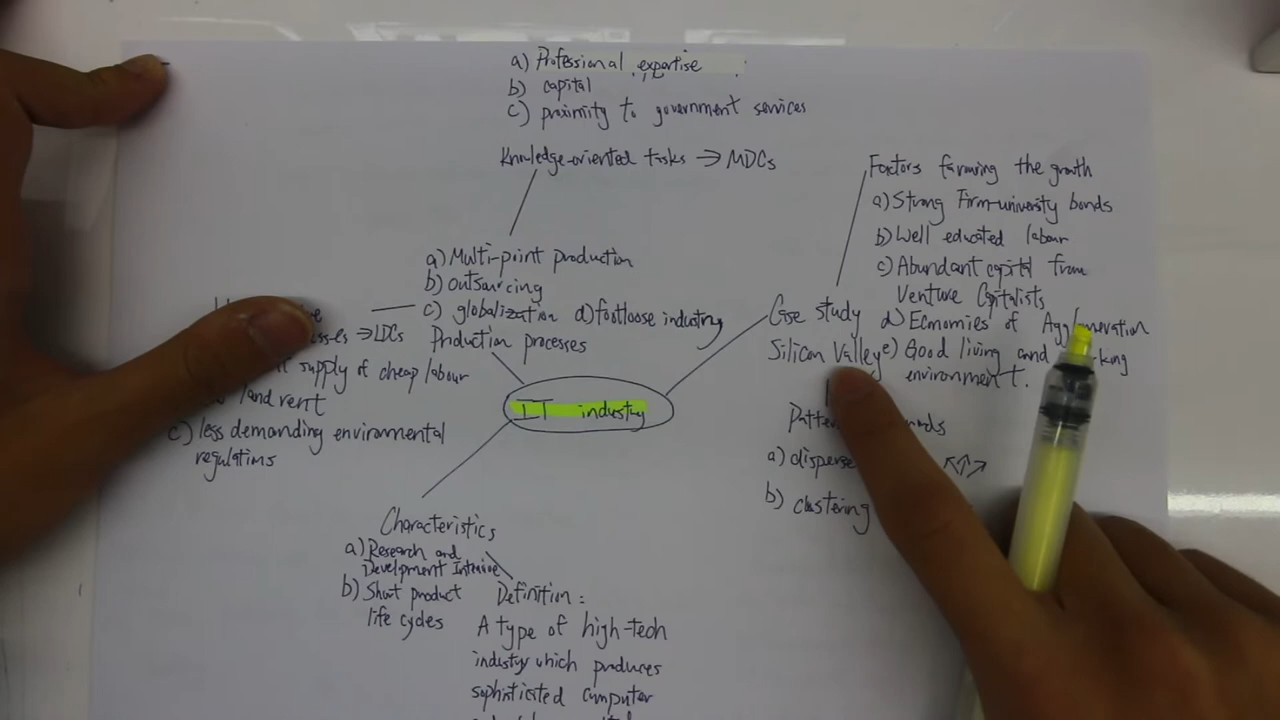 a) Professional expertise
b) capital
c) proximity to government services
Knowledge-oriented tasks → MDCs
a) Multi-point production
b) Outsourcing
c) globalization d) footloose industry
Production processes
→ LDCs
supply of cheap labour
land rent
c) less demanding environmental
regulations
IT industry
Characteristics
a) Research and
Development Intensive
b) Short product
life cycles
Definition:
A type of high-tech
industry which produces
sophisticated computer
Case study
Silicon Valley
Factors favouring the growth
a) Strong Firm-university bonds
b) Well educated labour
c) Abundant capital from
Venture Capitalists
d) Economies of Agglomeration
e) Good living and
environment.
a) disperse
b) clustering